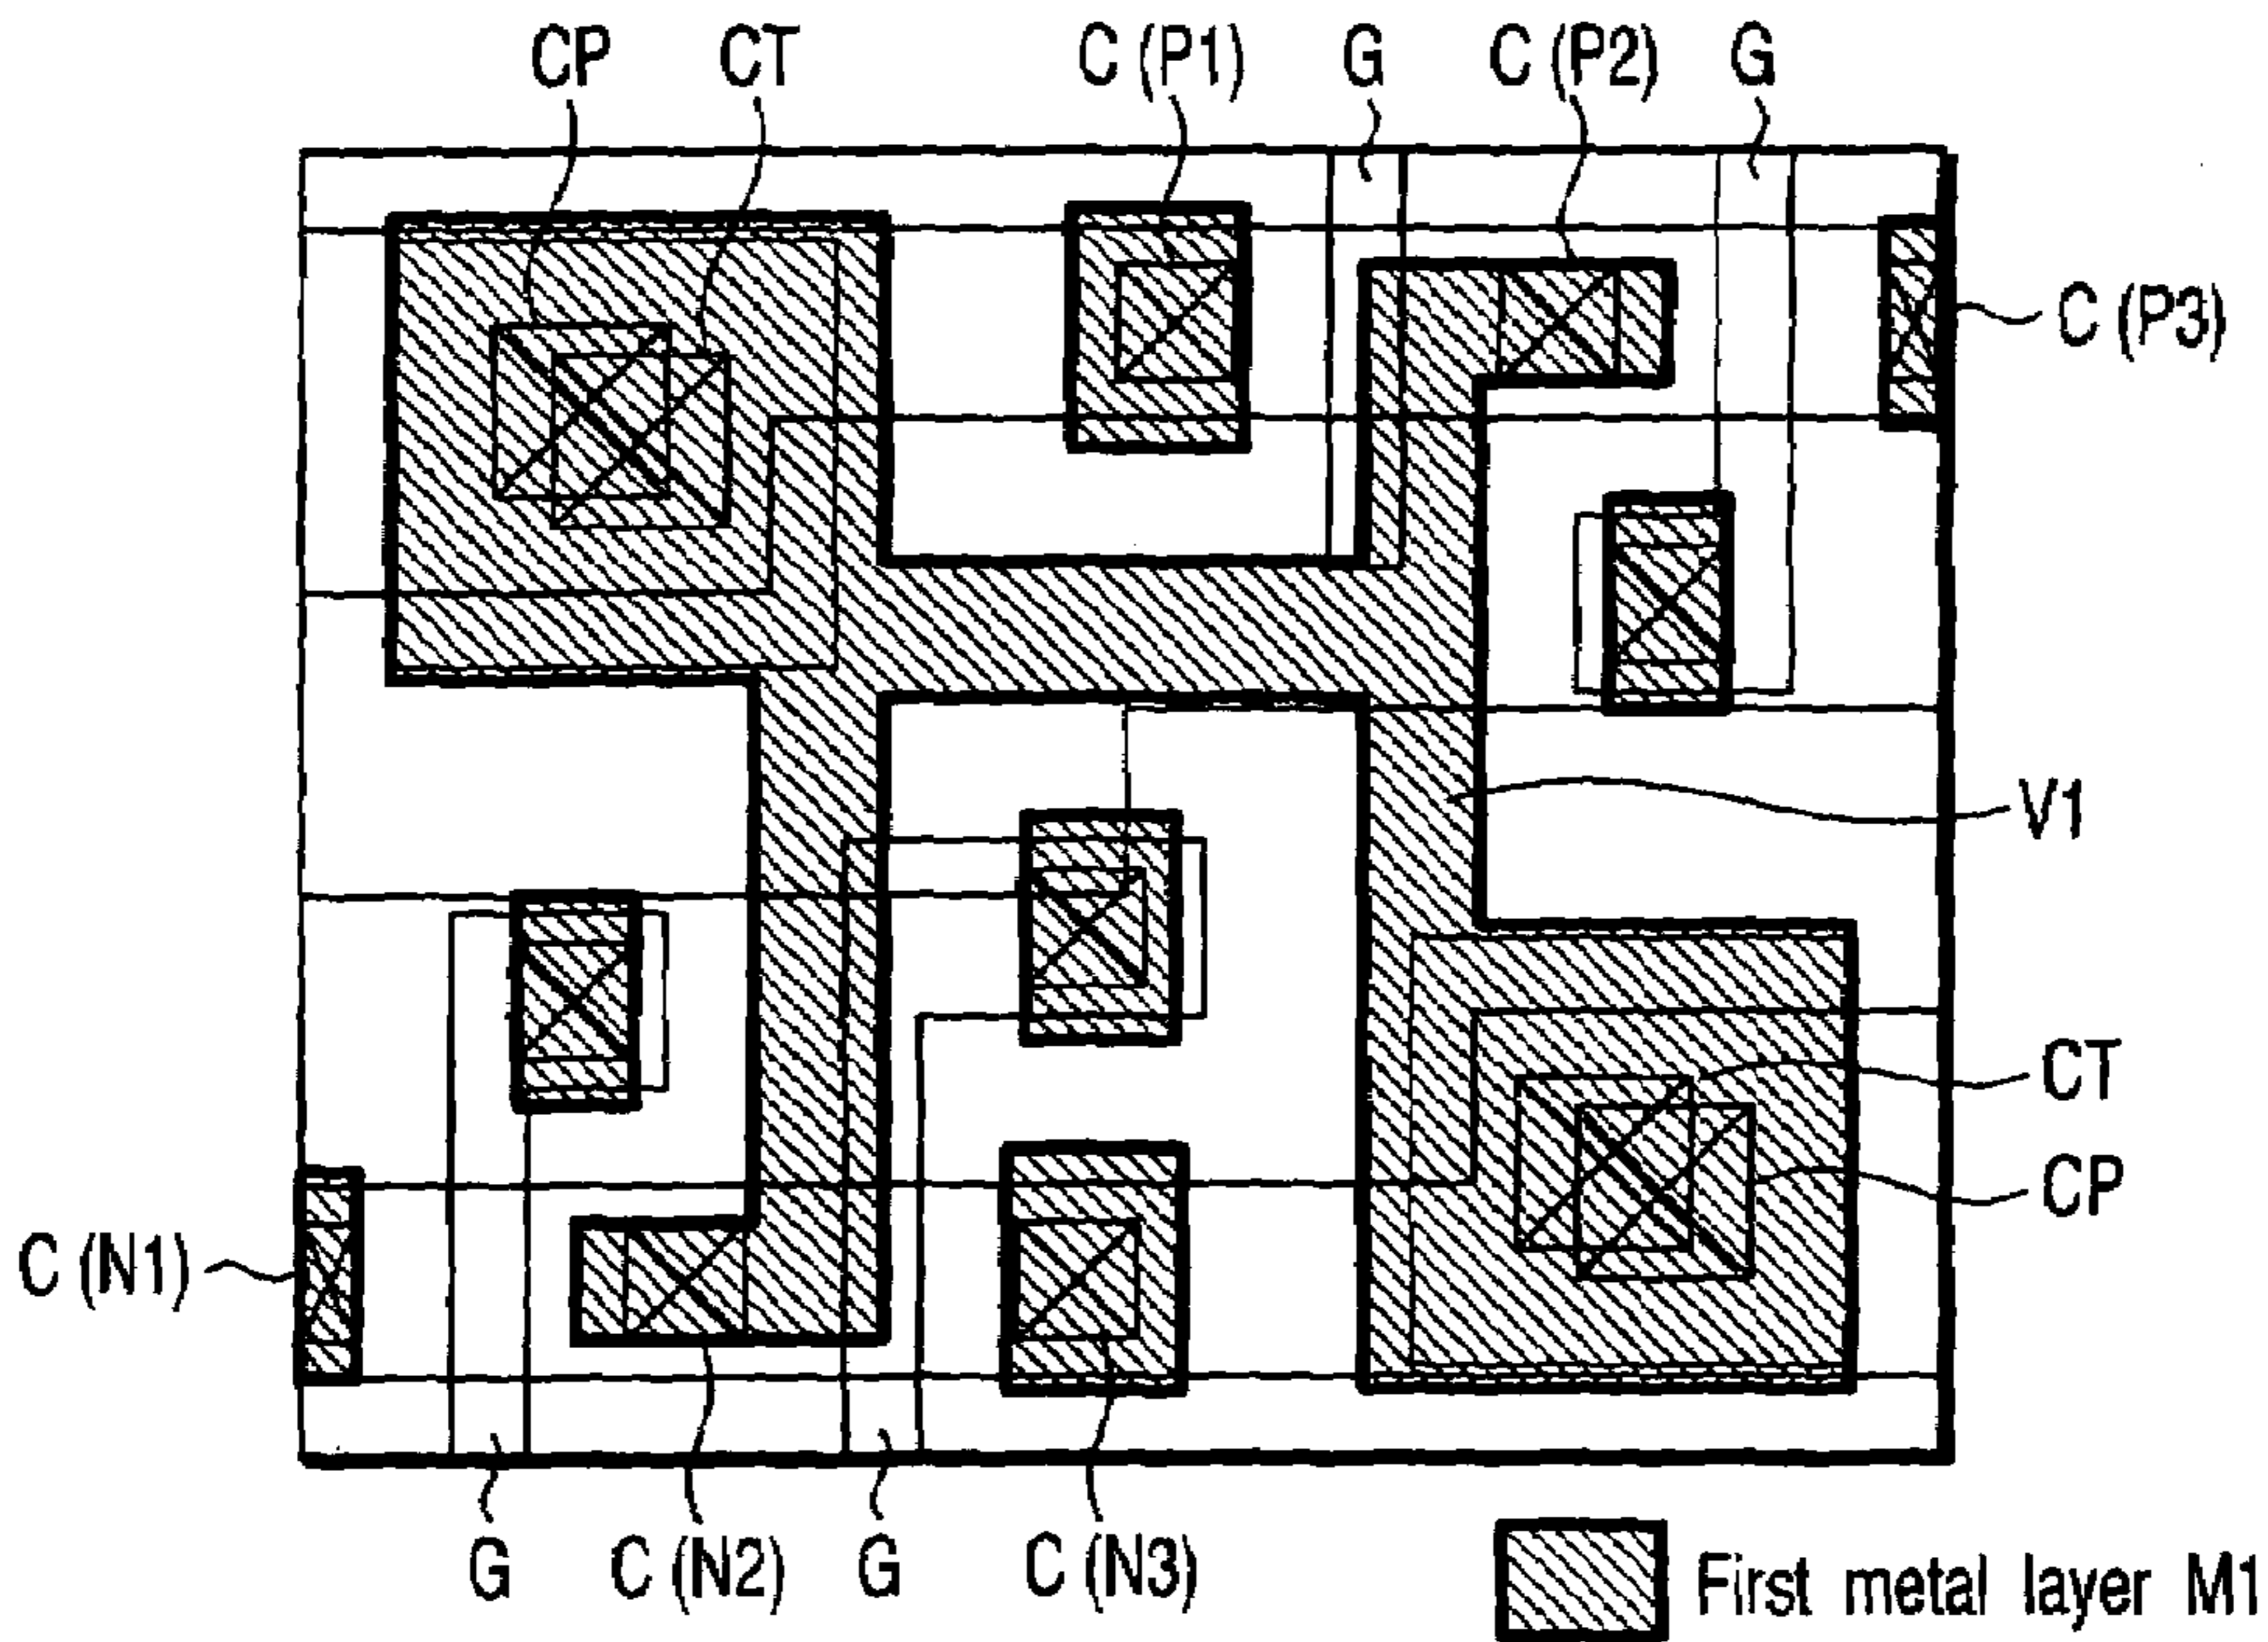 CP CT C (P1) G C (P2) G
C (P3)
V1
CT
CP
C (N1)
G C (N2) G C (N3)
First metal layer M1